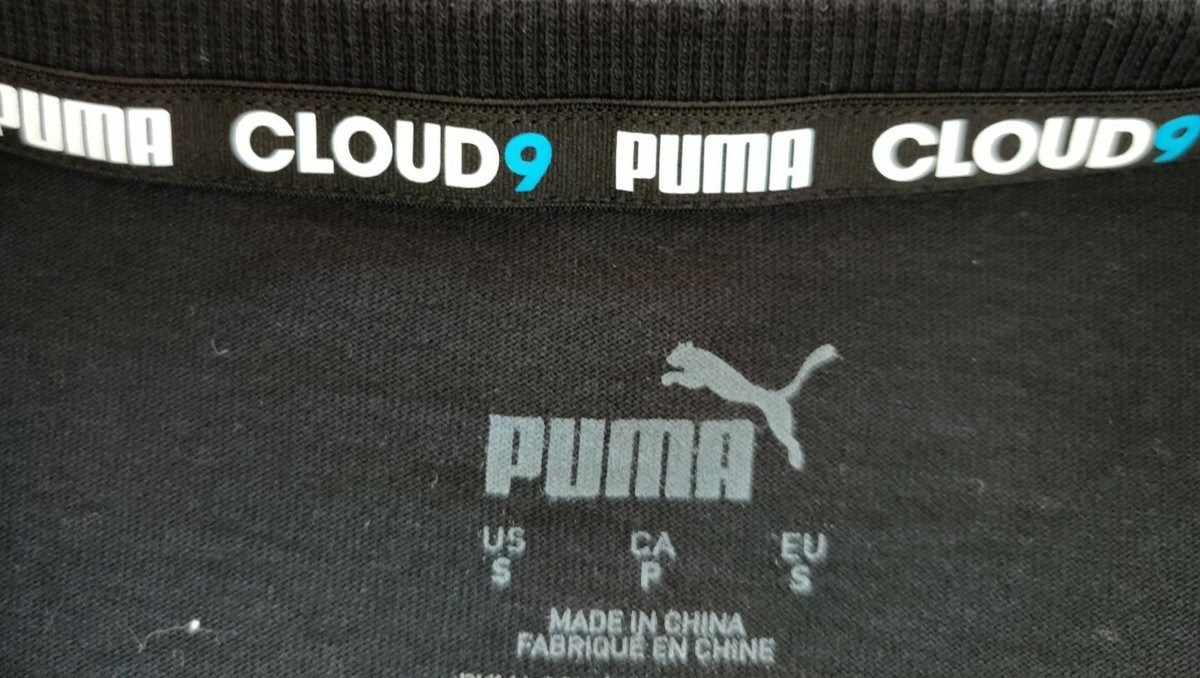 PUMA CLOUD9 PUMA CLOUD9
PUMA
US CA EU
S P S
MADE IN CHINA
FABRIQUÉ EN CHINE